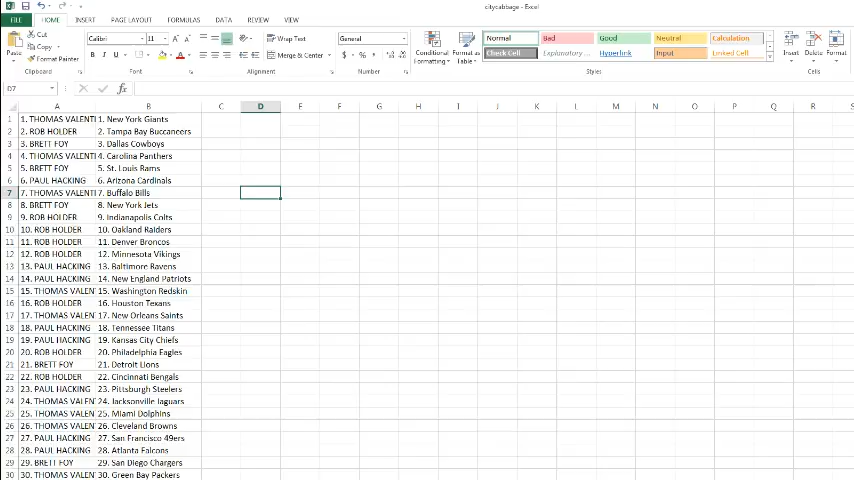 citycabbage - Excel
FILE HOME INSERT PAGE LAYOUT FORMULAS DATA REVIEW VIEW
Cut
Copy
Format Painter
Paste
Clipboard
Calibri 11
B I U
Font
Wrap Text
Merge & Center
Alignment
General
$ % ,
Number
Conditional Formatting
Format as Table
Normal Bad Good Neutral Calculation
Check Cell Explanatory ... Hyperlink Input Linked Cell
Styles
Insert Delete Format
Cells
D7 fx
A B C D E F G H I J K L M N O P Q R S
1 1. THOMAS VALENTI 1. New York Giants
2 2. ROB HOLDER 2. Tampa Bay Buccaneers
3 3. BRETT FOY 3. Dallas Cowboys
4 4. THOMAS VALENTI 4. Carolina Panthers
5 5. BRETT FOY 5. St. Louis Rams
6 6. PAUL HACKING 6. Arizona Cardinals
7 7. THOMAS VALENTI 7. Buffalo Bills
8 8. BRETT FOY 8. New York Jets
9 9. ROB HOLDER 9. Indianapolis Colts
10 10. ROB HOLDER 10. Oakland Raiders
11 11. ROB HOLDER 11. Denver Broncos
12 12. ROB HOLDER 12. Minnesota Vikings
13 13. PAUL HACKING 13. Baltimore Ravens
14 14. PAUL HACKING 14. New England Patriots
15 15. THOMAS VALEN 15. Washington Redskin
16 16. ROB HOLDER 16. Houston Texans
17 17. THOMAS VALEN 17. New Orleans Saints
18 18. PAUL HACKING 18. Tennessee Titans
19 19. PAUL HACKING 19. Kansas City Chiefs
20 20. ROB HOLDER 20. Philadelphia Eagles
21 21. BRETT FOY 21. Detroit Lions
22 22. ROB HOLDER 22. Cincinnati Bengals
23 23. PAUL HACKING 23. Pittsburgh Steelers
24 24. THOMAS VALEN 24. Jacksonville Jaguars
25 25. THOMAS VALEN 25. Miami Dolphins
26 26. THOMAS VALEN 26. Cleveland Browns
27 27. PAUL HACKING 27. San Francisco 49ers
28 28. PAUL HACKING 28. Atlanta Falcons
29 29. BRETT FOY 29. San Diego Chargers
30 30. THOMAS VALEN 30. Green Bay Packers